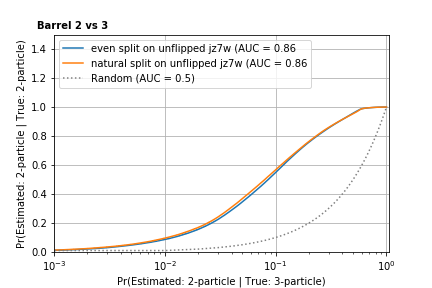 Barrel 2 vs 3
even split on unflipped jz7w (AUC = 0.86
natural split on unflipped jz7w (AUC = 0.86
Random (AUC = 0.5)
Pr(Estimated: 2-particle | True: 2-particle)
1.4
1.2
1.0
0.8
0.6
0.4
0.2
0.0
10⁻³
10⁻²
10⁻¹
10⁰
Pr(Estimated: 2-particle | True: 3-particle)